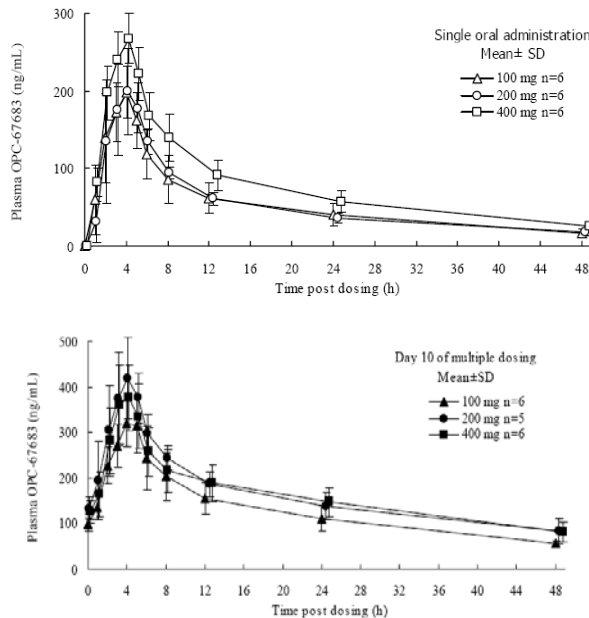 300
200
100
0
Plasma OPC-67683 (ng/mL)
Single oral administration
Mean± SD
100 mg n=6
200 mg n=6
400 mg n=6
0 4 8 12 16 20 24 28 32 36 40 44 48
Time post dosing (h)
500
400
300
200
100
0
Plasma OPC-67683 (ng/mL)
Day 10 of multiple dosing
Mean±SD
100 mg n=6
200 mg n=5
400 mg n=6
0 4 8 12 16 20 24 28 32 36 40 44 48
Time post dosing (h)